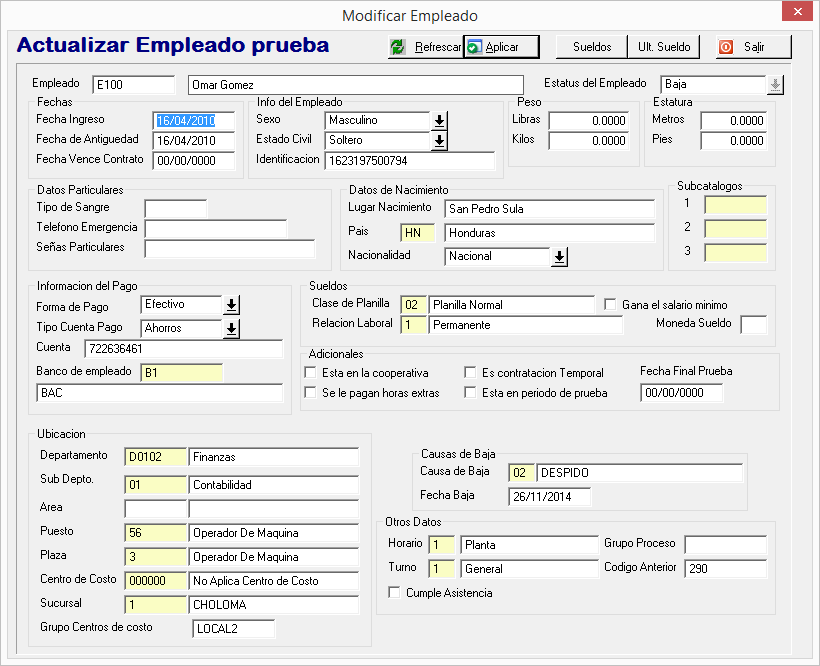 Modificar Empleado
Actualizar Empleado prueba
Refrescar Aplicar Sueldos Ult. Sueldo Salir
Empleado E100 Omar Gomez Estatus del Empleado Baja
Fechas
Fecha Ingreso 16/04/2010
Fecha de Antiguedad 16/04/2010
Fecha Vence Contrato 00/00/0000
Info del Empleado
Sexo Masculino
Estado Civil Soltero
Identificacion 1623197500794
Peso
Libras 0.0000
Kilos 0.0000
Estatura
Metros 0.0000
Pies 0.0000
Datos Particulares
Tipo de Sangre
Telefono Emergencia
Señas Particulares
Datos de Nacimiento
Lugar Nacimiento San Pedro Sula
Pais HN Honduras
Nacionalidad Nacional
Subcatalogos
1
2
3
Informacion del Pago
Forma de Pago Efectivo
Tipo Cuenta Pago Ahorros
Cuenta 722636461
Banco de empleado B1
BAC
Sueldos
Clase de Planilla 02 Planilla Normal Gana el salario minimo
Relacion Laboral 1 Permanente Moneda Sueldo
Adicionales
Esta en la cooperativa Es contratacion Temporal Fecha Final Prueba
Se le pagan horas extras Esta en periodo de prueba 00/00/0000
Ubicacion
Departamento D0102 Finanzas
Sub Depto. 01 Contabilidad
Area
Puesto 56 Operador De Maquina
Plaza 3 Operador De Maquina
Centro de Costo 000000 No Aplica Centro de Costo
Sucursal 1 CHOLOMA
Grupo Centros de costo LOCAL2
Causas de Baja
Causa de Baja 02 DESPIDO
Fecha Baja 26/11/2014
Otros Datos
Horario 1 Planta Grupo Proceso
Turno 1 General Codigo Anterior 290
Cumple Asistencia